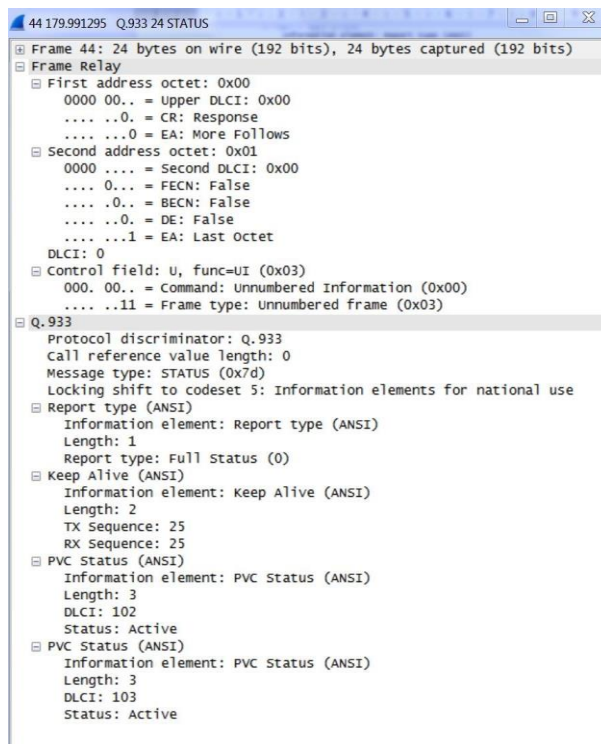 44 179.991295 Q.933 24 STATUS
Frame 44: 24 bytes on wire (192 bits), 24 bytes captured (192 bits)
Frame Relay
First address octet: 0x00
0000 00.. = Upper DLCI: 0x00
.... ..0. = CR: Response
.... ...0 = EA: More Follows
Second address octet: 0x01
0000 .... = Second DLCI: 0x00
.... 0... = FECN: False
.... .0.. = BECN: False
.... ..0. = DE: False
.... ...1 = EA: Last Octet
DLCI: 0
Control field: U, func=UI (0x03)
000. 00.. = Command: Unnumbered Information (0x00)
.... ..11 = Frame type: Unnumbered frame (0x03)
Q.933
Protocol discriminator: Q.933
Call reference value length: 0
Message type: STATUS (0x7d)
Locking shift to codeset 5: Information elements for national use
Report type (ANSI)
Information element: Report type (ANSI)
Length: 1
Report type: Full Status (0)
Keep Alive (ANSI)
Information element: Keep Alive (ANSI)
Length: 2
TX Sequence: 25
RX Sequence: 25
PVC Status (ANSI)
Information element: PVC Status (ANSI)
Length: 3
DLCI: 102
Status: Active
PVC Status (ANSI)
Information element: PVC Status (ANSI)
Length: 3
DLCI: 103
Status: Active